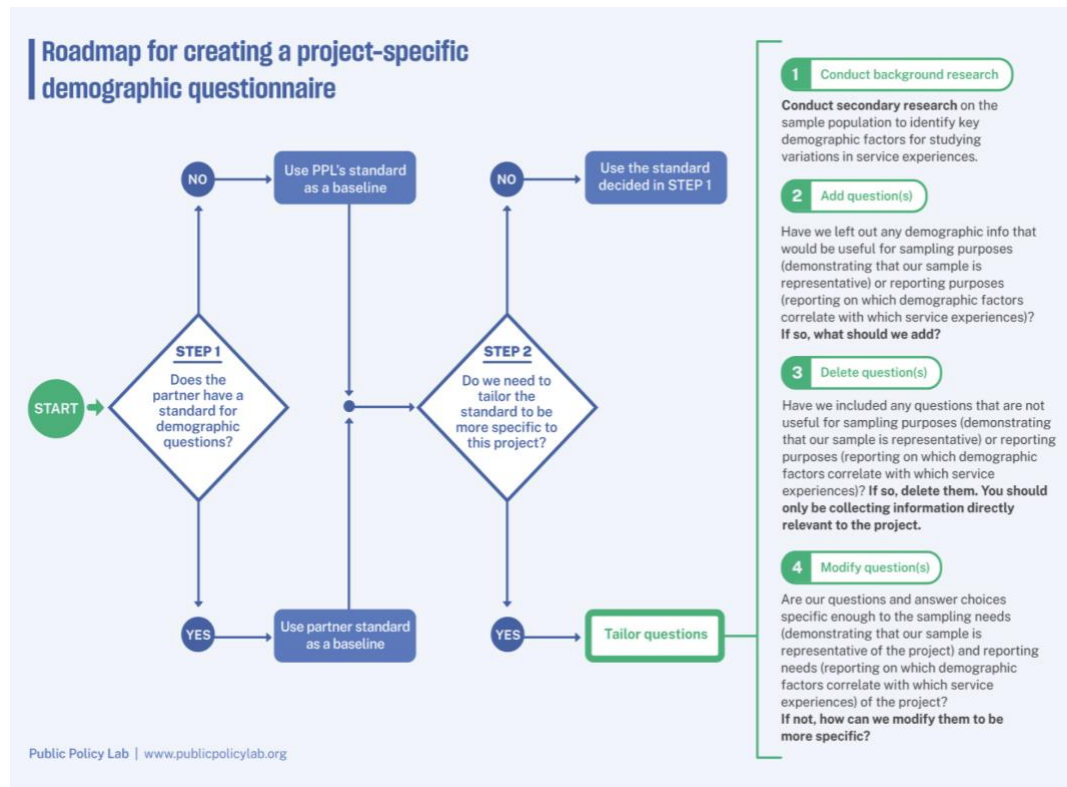 Roadmap for creating a project-specific
demographic questionnaire
START
STEP 1
Does the
partner have a
standard for
demographic
questions?
NO
Use PPL's standard
as a baseline
YES
Use partner standard
as a baseline
STEP 2
Do we need to
tailor the
standard to be
more specific to
this project?
NO
Use the standard
decided in STEP 1
YES
Tailor questions
1 Conduct background research
Conduct secondary research on the
sample population to identify key
demographic factors for studying
variations in service experiences.
2 Add question(s)
Have we left out any demographic info that
would be useful for sampling purposes
(demonstrating that our sample is
representative) or reporting purposes
(reporting on which demographic factors
correlate with which service experiences)?
If so, what should we add?
3 Delete question(s)
Have we included any questions that are not
useful for sampling purposes (demonstrating
that our sample is representative) or reporting
purposes (reporting on which demographic
factors correlate with which service
experiences)? If so, delete them. You should
only be collecting information directly
relevant to the project.
4 Modify question(s)
Are our questions and answer choices
specific enough to the sampling needs
(demonstrating that our sample is
representative of the project) and reporting
needs (reporting on which demographic
factors correlate with which service
experiences) of the project?
If not, how can we modify them to be
more specific?
Public Policy Lab | www.publicpolicylab.org